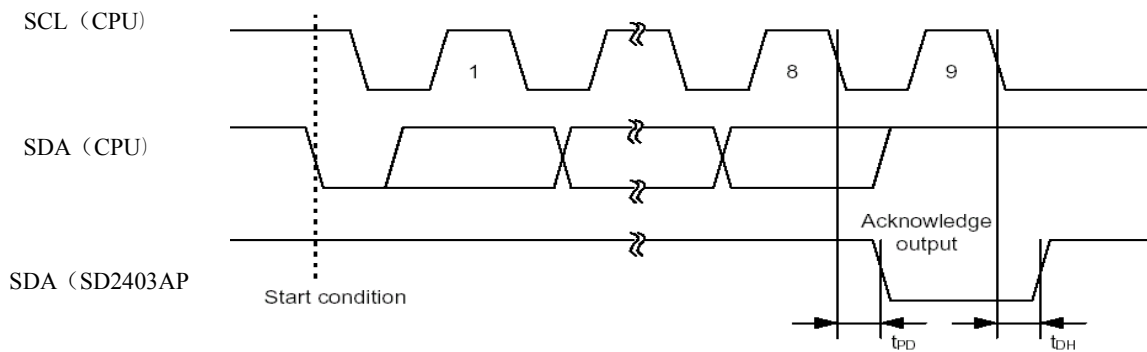 SCL（CPU）
1
8
9
SDA（CPU）
Acknowledge
output
SDA（SD2403AP
Start condition
tPD
tDH